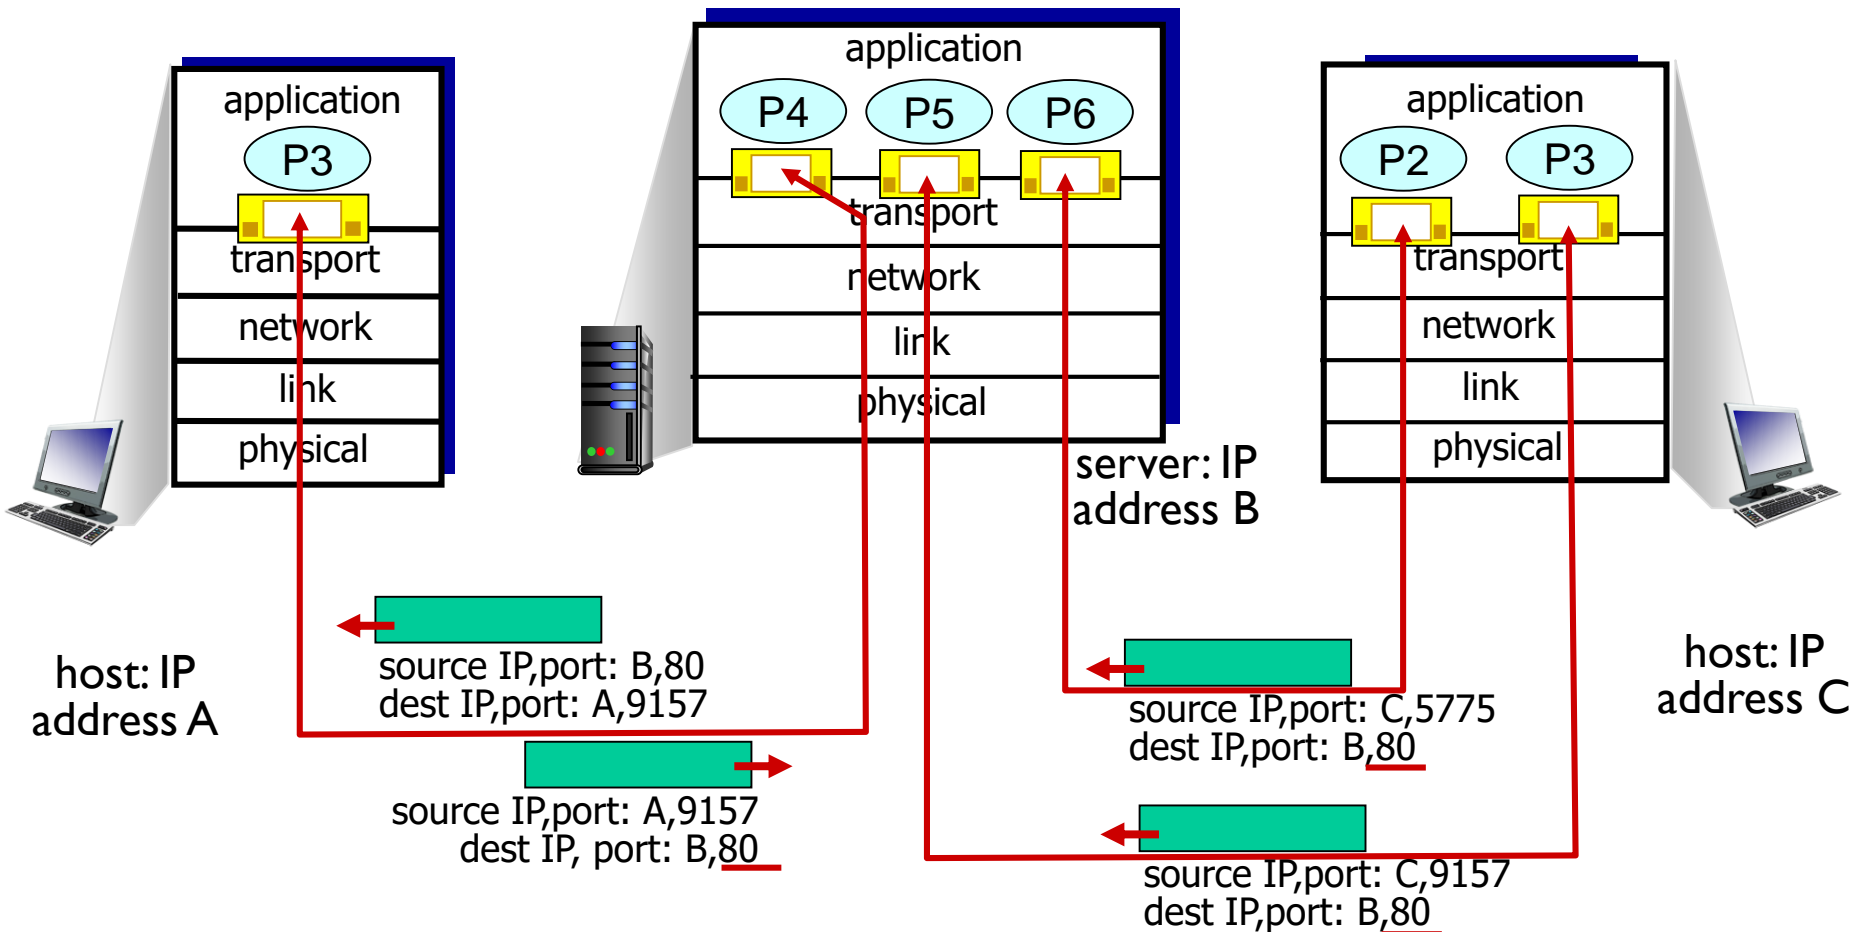 application
P3
transport
network
link
physical
host: IP
address A
application
P4 P5 P6
transport
network
link
physical
server: IP
address B
application
P2 P3
transport
network
link
physical
host: IP
address C
source IP,port: B,80
dest IP,port: A,9157
source IP,port: A,9157
dest IP, port: B,80
source IP,port: C,5775
dest IP,port: B,80
source IP,port: C,9157
dest IP,port: B,80